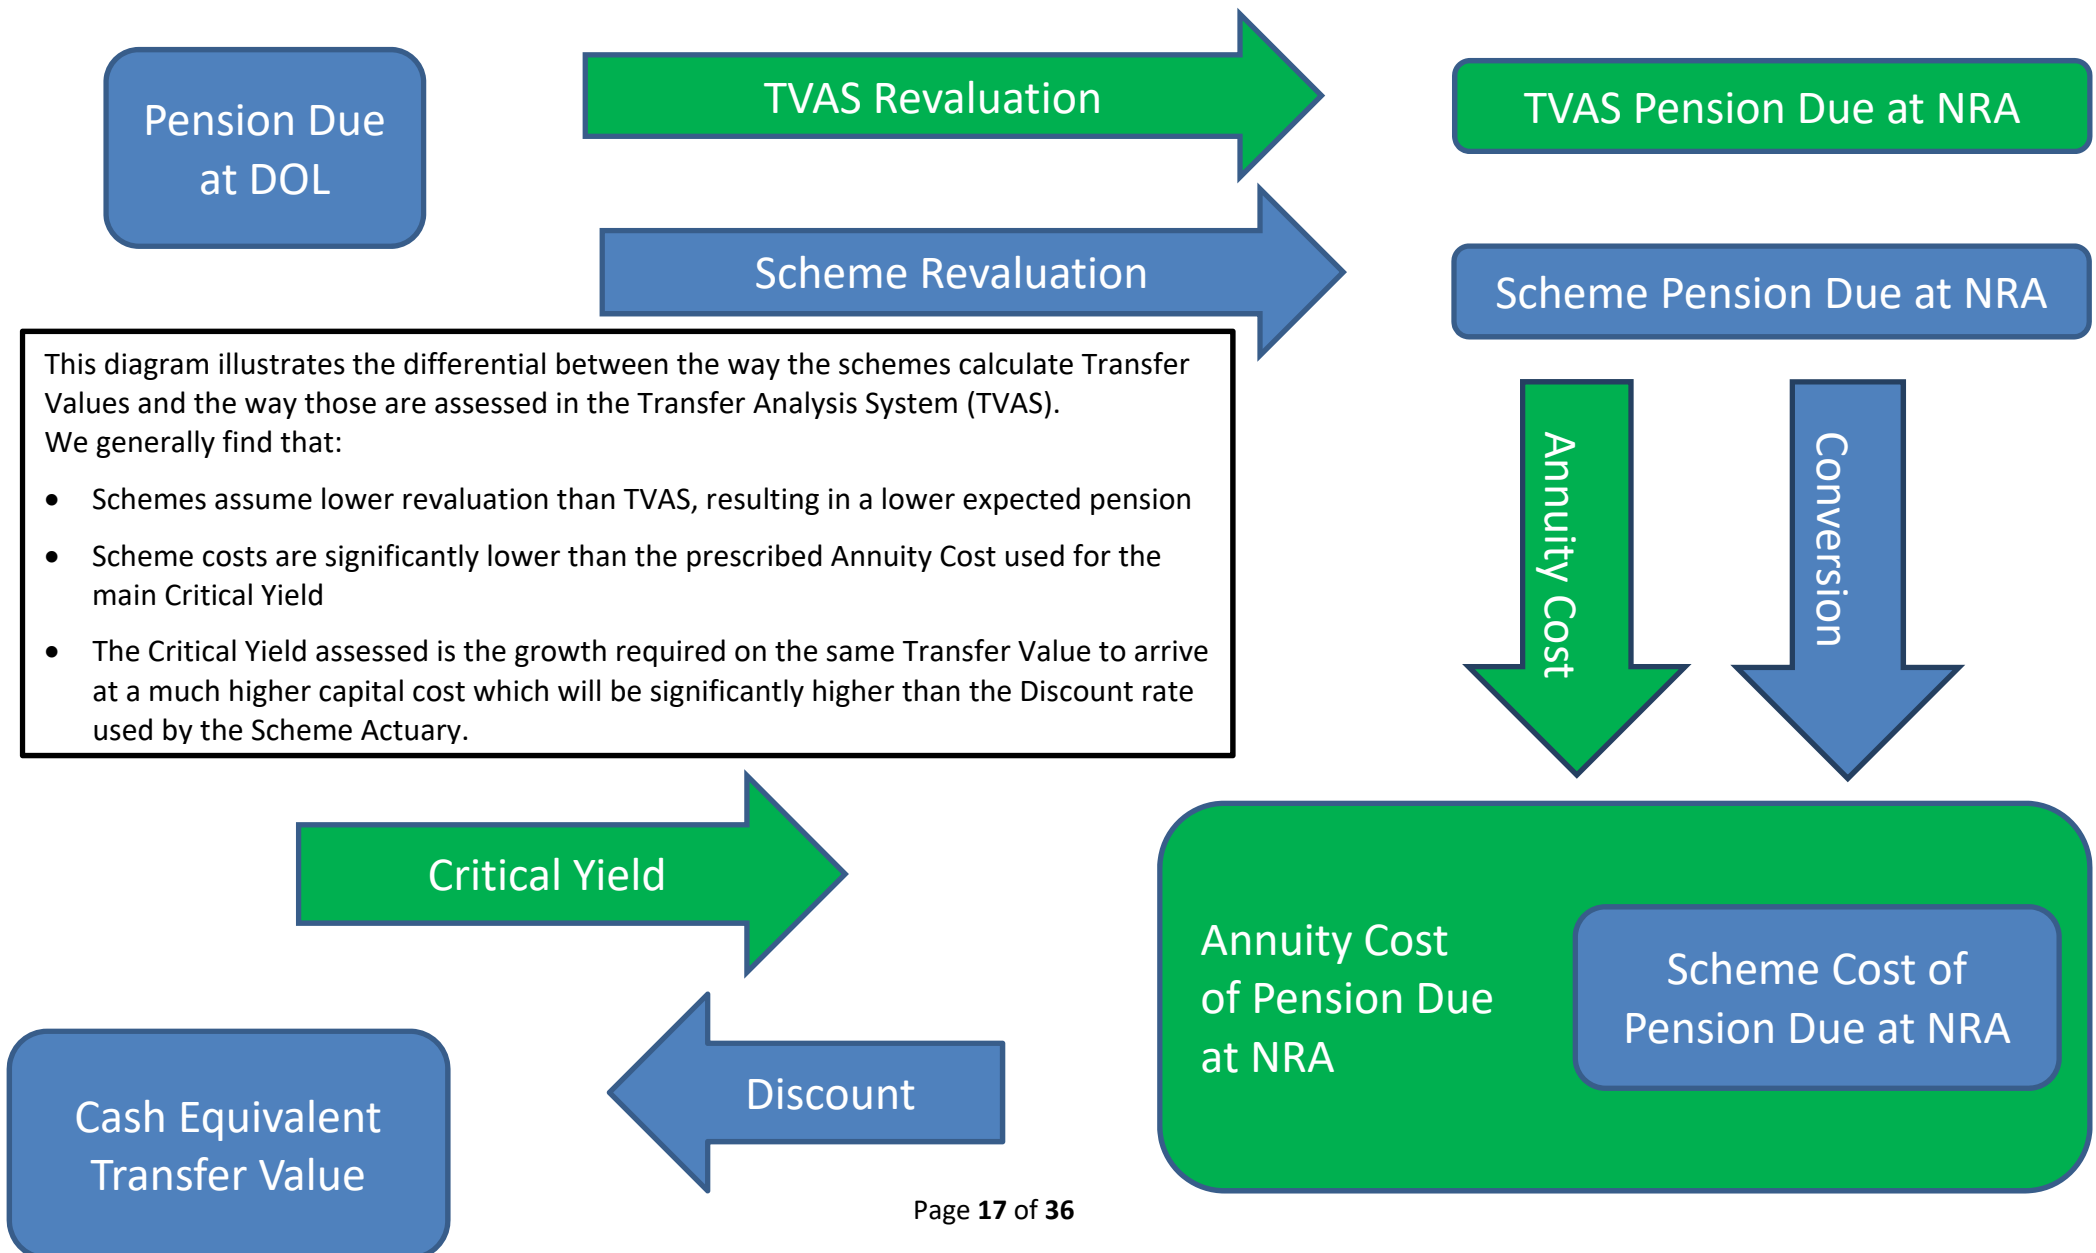 Pension Due
at DOL
TVAS Revaluation
TVAS Pension Due at NRA
Scheme Revaluation
Scheme Pension Due at NRA
This diagram illustrates the differential between the way the schemes calculate Transfer
Values and the way those are assessed in the Transfer Analysis System (TVAS).
We generally find that:
• Schemes assume lower revaluation than TVAS, resulting in a lower expected pension
• Scheme costs are significantly lower than the prescribed Annuity Cost used for the
main Critical Yield
• The Critical Yield assessed is the growth required on the same Transfer Value to arrive
at a much higher capital cost which will be significantly higher than the Discount rate
used by the Scheme Actuary.
Annuity Cost
Conversion
Critical Yield
Annuity Cost
of Pension Due
at NRA
Scheme Cost of
Pension Due at NRA
Discount
Cash Equivalent
Transfer Value
Page 17 of 36